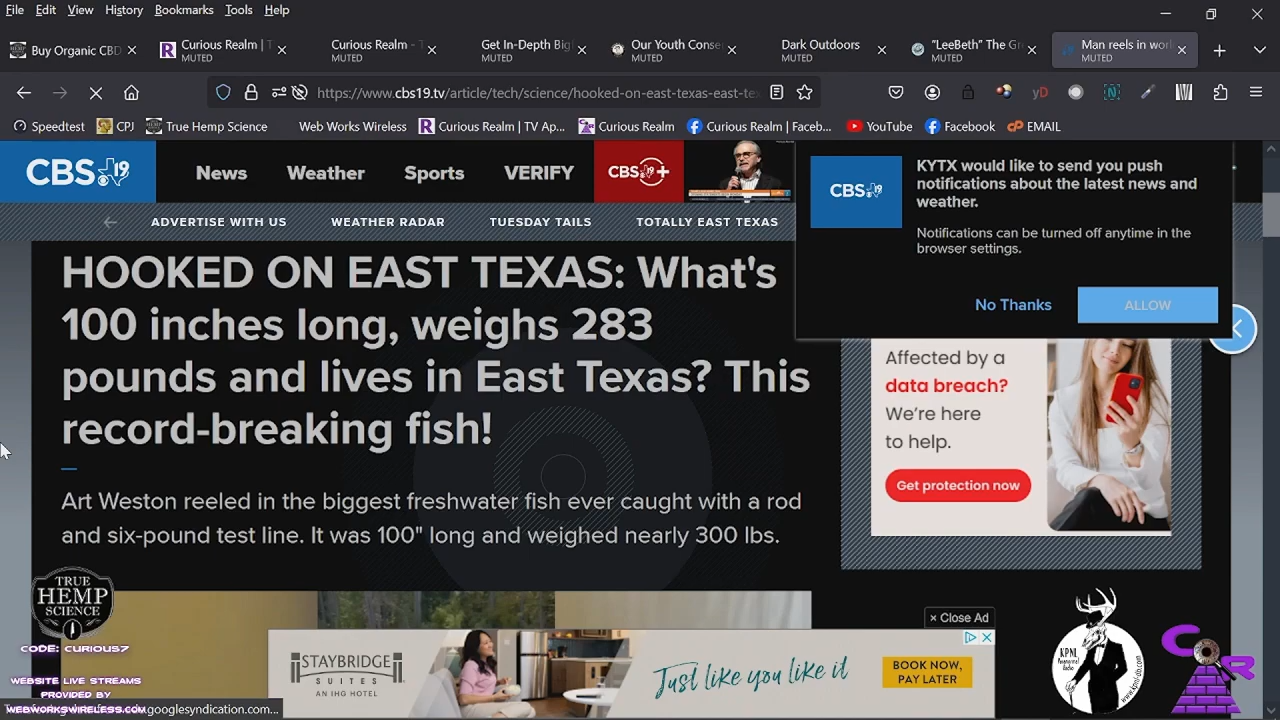 File Edit View History Bookmarks Tools Help
Buy Organic CBD
Curious Realm | T
MUTED
Curious Realm - T
MUTED
Get In-Depth Big
MUTED
Our Youth Conse
MUTED
Dark Outdoors
MUTED
"LeeBeth" The Gr
MUTED
Man reels in worl
MUTED
https://www.cbs19.tv/article/tech/science/hooked-on-east-texas-east-te
Speedtest
CPJ
True Hemp Science
Web Works Wireless
Curious Realm | TV Ap...
Curious Realm
Curious Realm | Faceb...
YouTube
Facebook
EMAIL
CBS 19
News
Weather
Sports
VERIFY
CBS 19 +
ADVERTISE WITH US
WEATHER RADAR
TUESDAY TAILS
TOTALLY EAST TEXAS
CBS 19
KYTX would like to send you push
notifications about the latest news and
weather.
Notifications can be turned off anytime in the
browser settings.
No Thanks
ALLOW
HOOKED ON EAST TEXAS: What's
100 inches long, weighs 283
pounds and lives in East Texas? This
record-breaking fish!
Art Weston reeled in the biggest freshwater fish ever caught with a rod
and six-pound test line. It was 100" long and weighed nearly 300 lbs.
Affected by a
data breach?
We're here
to help.
Get protection now
TRUE
HEMP
SCIENCE
CODE: CURIOUS7
WEBSITE LIVE STREAMS
PROVIDED BY
WEBWORKSWIRELESS.COM
googlesyndication.com...
× Close Ad
STAYBRIDGE
SUITES
AN IHG HOTEL
Just like you like it
BOOK NOW,
PAY LATER
KPNL
Paranormal
Radio
C R